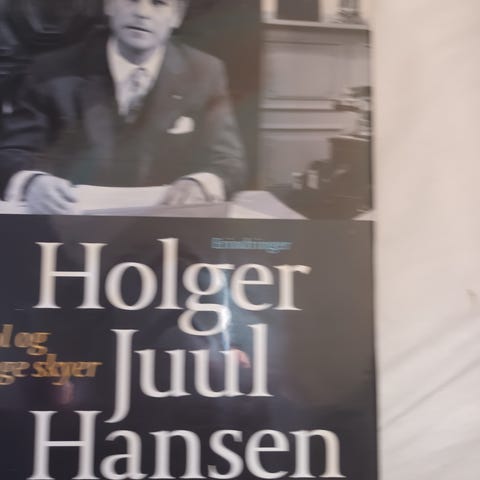 Erindringer
Holger
og
skyer
Juul
Hansen